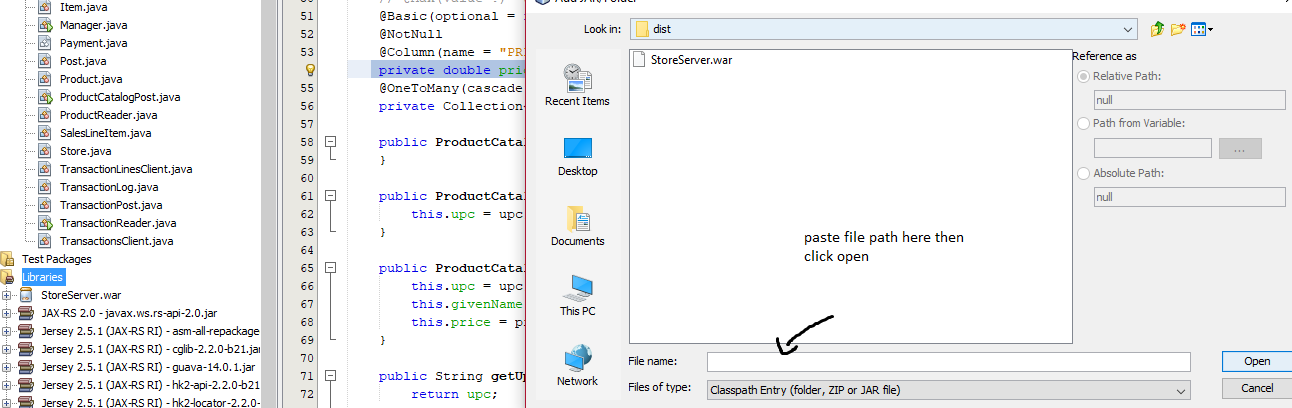 Item.java
Manager.java
Payment.java
Post.java
Product.java
ProductCatalogPost.java
ProductReader.java
SalesLineItem.java
Store.java
TransactionLinesClient.java
TransactionLog.java
TransactionPost.java
TransactionReader.java
TransactionsClient.java
Test Packages
Libraries
StoreServer.war
JAX-RS 2.0 - javax.ws.rs-api-2.0.jar
Jersey 2.5.1 (JAX-RS RI) - asm-all-repackage
Jersey 2.5.1 (JAX-RS RI) - cglib-2.2.0-b21.jar
Jersey 2.5.1 (JAX-RS RI) - guava-14.0.1.jar
Jersey 2.5.1 (JAX-RS RI) - hk2-api-2.2.0-b21
Jersey 2.5.1 (JAX-RS RI) - hk2-locator-2.2.0-
51 @Basic(optional =
52 @NotNull
53 @Column(name = "PR
private double pri
55 @OneToMany(cascade
56 private Collection
57
58 public ProductCata
59 }
60
61 public ProductCata
62 this.upc = upc
63 }
64
65 public ProductCata
66 this.upc = upc
67 this.givenName
68 this.price = p
69 }
70
71 public String getU
72 return upc;
Look in:
dist
Recent Items
Desktop
Documents
This PC
Network
StoreServer.war
paste file path here then
click open
File name:
Files of type:
Classpath Entry (folder, ZIP or JAR file)
Reference as
Relative Path:
null
Path from Variable:
...
Absolute Path:
null
Open
Cancel